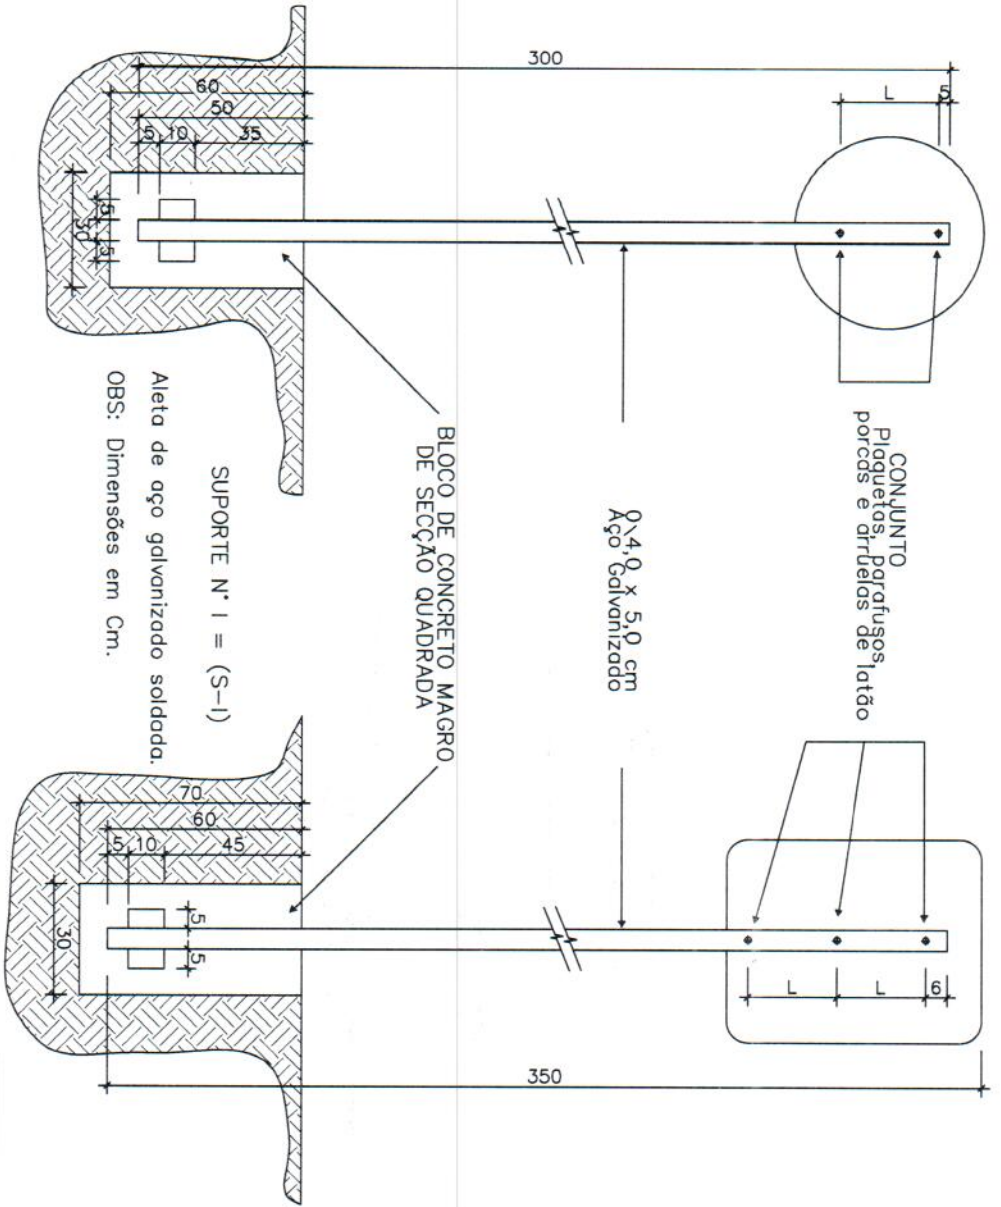 300
60
50
5 10 35
5
30
5
L 5
CONJUNTO
Plaquetas, parafusos,
porcas e arruelas de latão
Q\4,0 x 5,0 cm
Aço Galvanizado
BLOCO DE CONCRETO MAGRO
DE SECÇÃO QUADRADA
SUPORTE N° I = (S-I)
Aleta de aço galvanizado soldada.
OBS: Dimensões em Cm.
70
60
5 10 45
5
30
5
L L 6
350